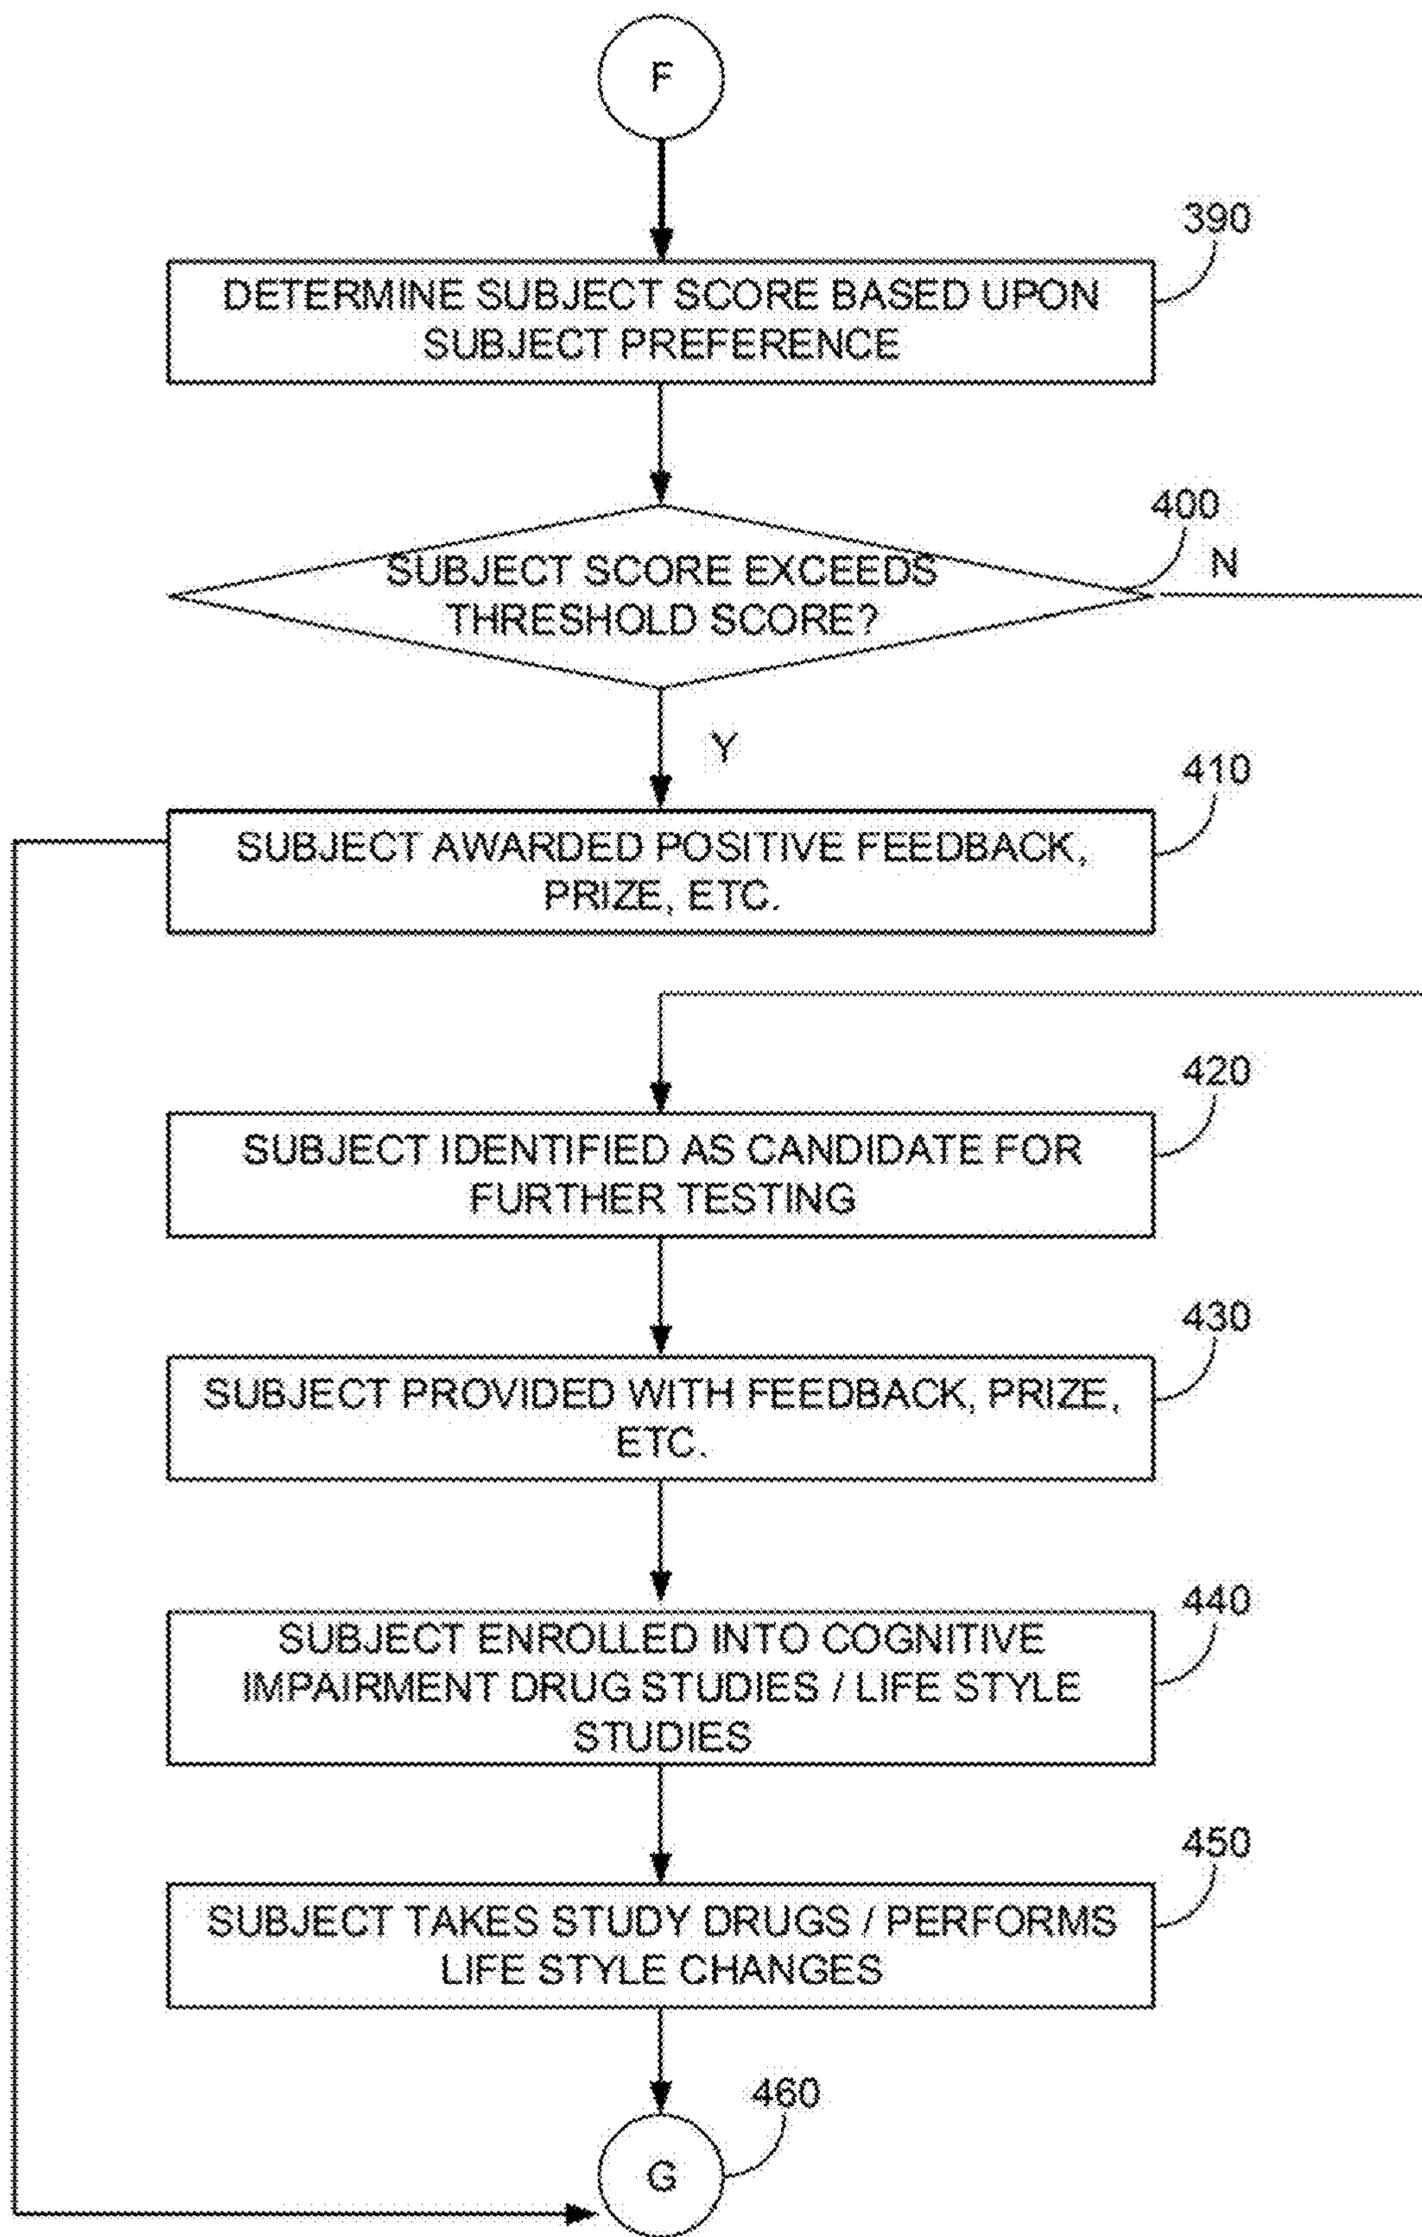 F
390
DETERMINE SUBJECT SCORE BASED UPON
SUBJECT PREFERENCE
400
N
SUBJECT SCORE EXCEEDS
THRESHOLD SCORE?
Y
410
SUBJECT AWARDED POSITIVE FEEDBACK,
PRIZE, ETC.
420
SUBJECT IDENTIFIED AS CANDIDATE FOR
FURTHER TESTING
430
SUBJECT PROVIDED WITH FEEDBACK, PRIZE,
ETC.
440
SUBJECT ENROLLED INTO COGNITIVE
IMPAIRMENT DRUG STUDIES / LIFE STYLE
STUDIES
450
SUBJECT TAKES STUDY DRUGS / PERFORMS
LIFE STYLE CHANGES
460
G